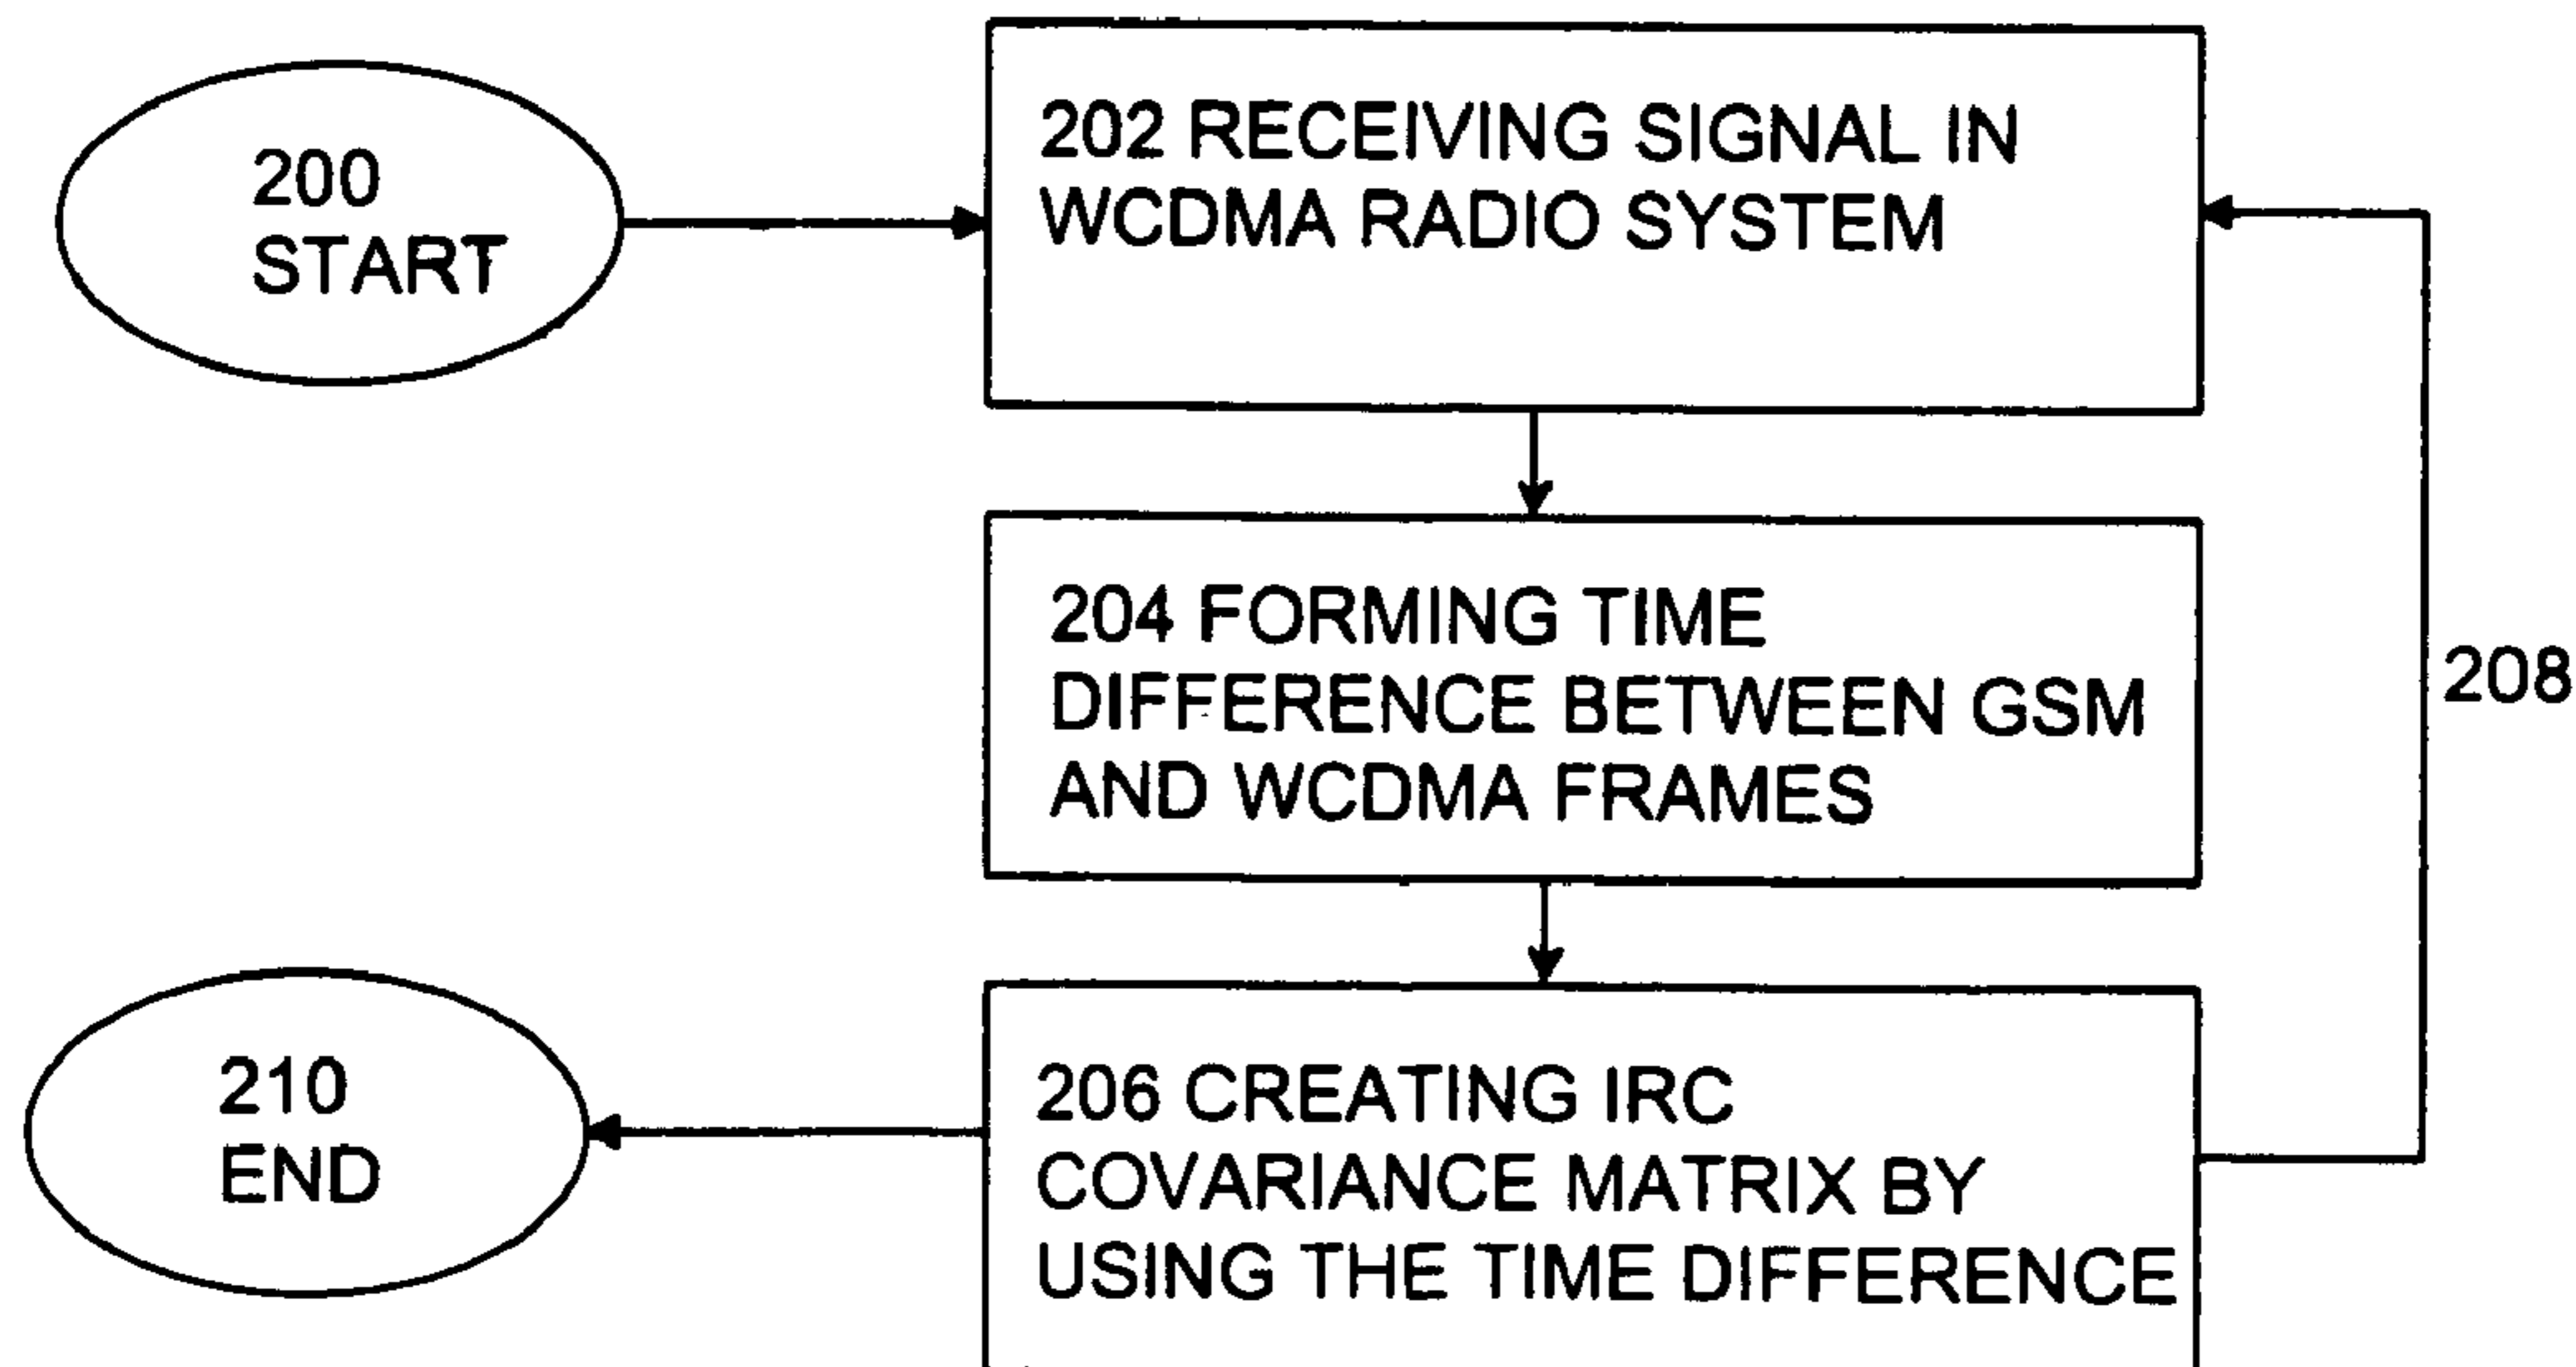 200
START
202 RECEIVING SIGNAL IN
WCDMA RADIO SYSTEM
204 FORMING TIME
DIFFERENCE BETWEEN GSM
AND WCDMA FRAMES
208
206 CREATING IRC
COVARIANCE MATRIX BY
USING THE TIME DIFFERENCE
210
END